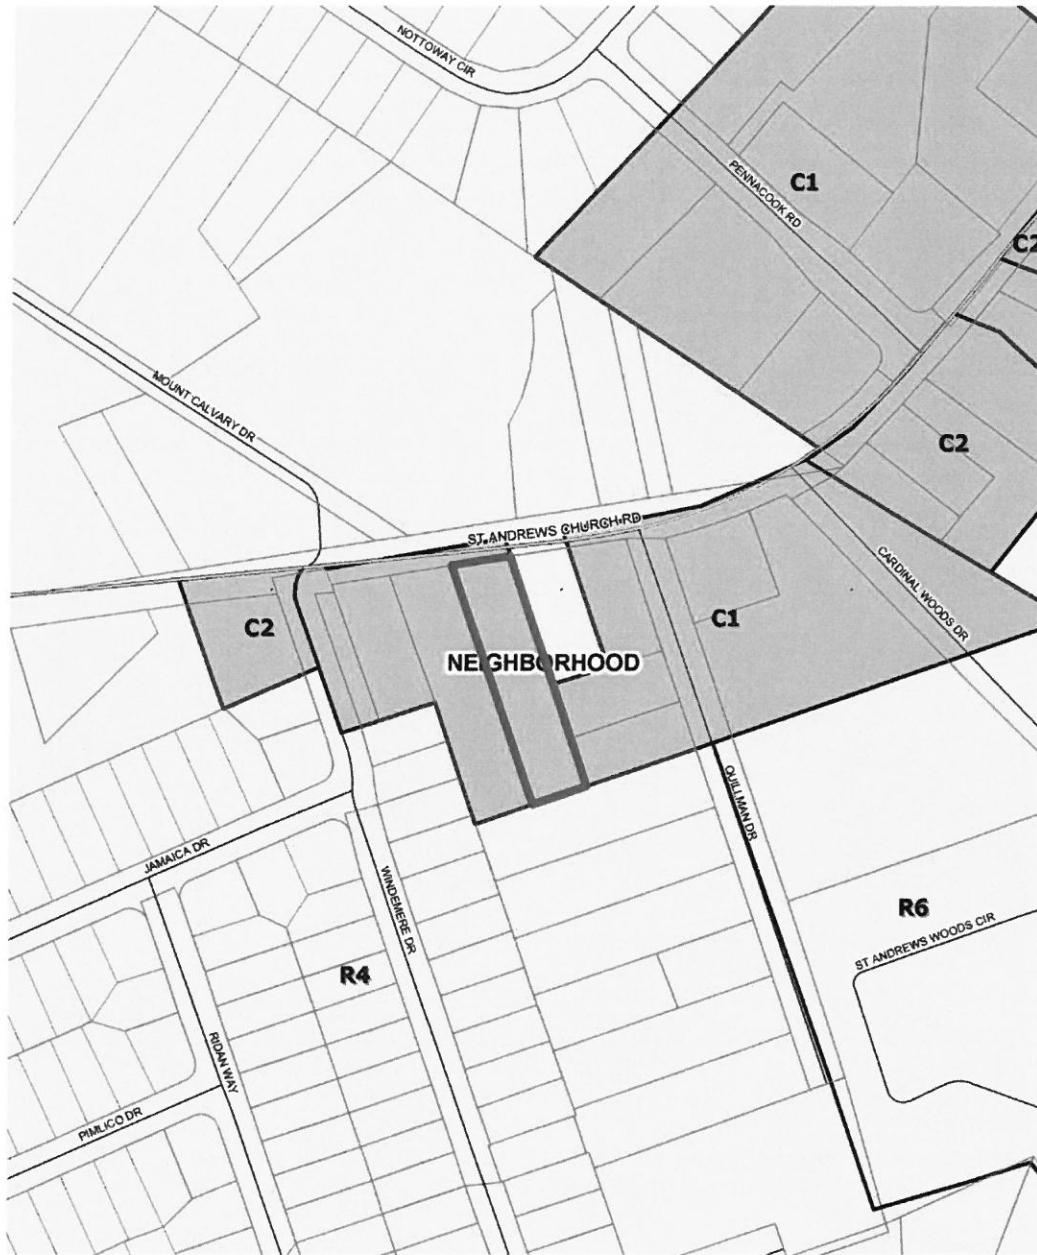 NOTTOWAY CIR
PENNACOOK RD
C1
C2
MOUNT CALVARY DR
C2
ST ANDREWS CHURCH RD
CARDINAL WOODS DR
C2
C1
NEIGHBORHOOD
QUILLMAN DR
JAMAICA DR
WINDEMERE DR
R6
ST ANDREWS WOODS CIR
R4
RIDAN WAY
PIMLICO DR